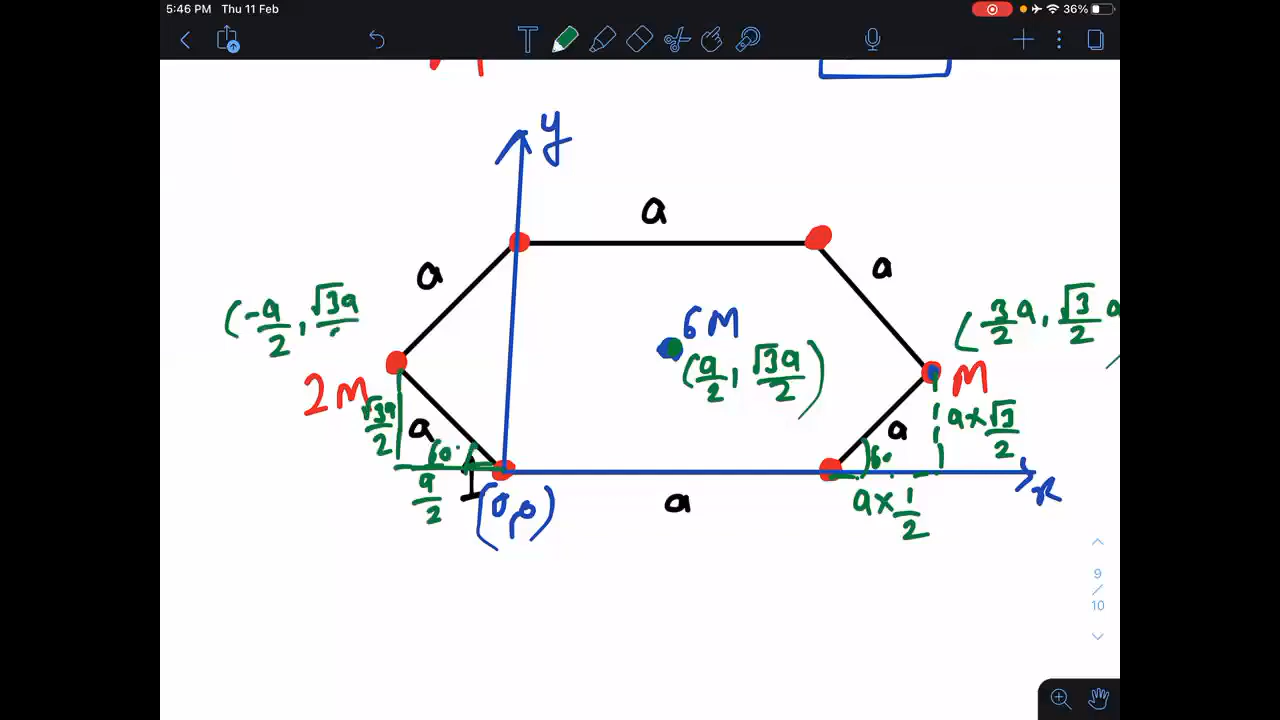 5:46 PM Thu 11 Feb
36%
T
y
a
a
a
(-a/2, √3a/
6M
(a/2, √3a/2)
(3/2a, √3/2a
2M
M
√3a/2
a
60°
a/2
(0,0)
a
a
60
a×√3/2
a×1/2
x
9
/
10